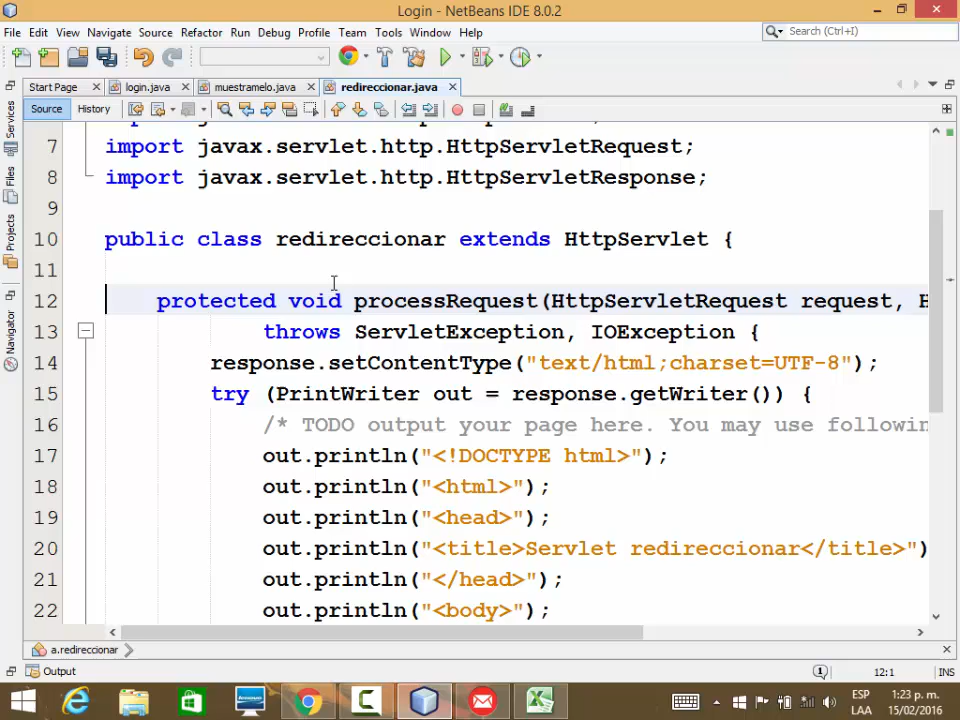 Login - NetBeans IDE 8.0.2
File Edit View Navigate Source Refactor Run Debug Profile Team Tools Window Help
Search (Ctrl+I)
Start Page login.java muestramelo.java redireccionar.java
Source History
Services
Files
Projects
Navigator
7 import javax.servlet.http.HttpServletRequest;
8 import javax.servlet.http.HttpServletResponse;
9
10 public class redireccionar extends HttpServlet {
11
12 protected void processRequest(HttpServletRequest request, H
13 throws ServletException, IOException {
14 response.setContentType("text/html;charset=UTF-8");
15 try (PrintWriter out = response.getWriter()) {
16 /* TODO output your page here. You may use followin
17 out.println("<!DOCTYPE html>");
18 out.println("<html>");
19 out.println("<head>");
20 out.println("<title>Servlet redireccionar</title>")
21 out.println("</head>");
22 out.println("<body>");
a.redireccionar
Output
12:1 INS
ESP 1:23 p. m.
LAA 15/02/2016